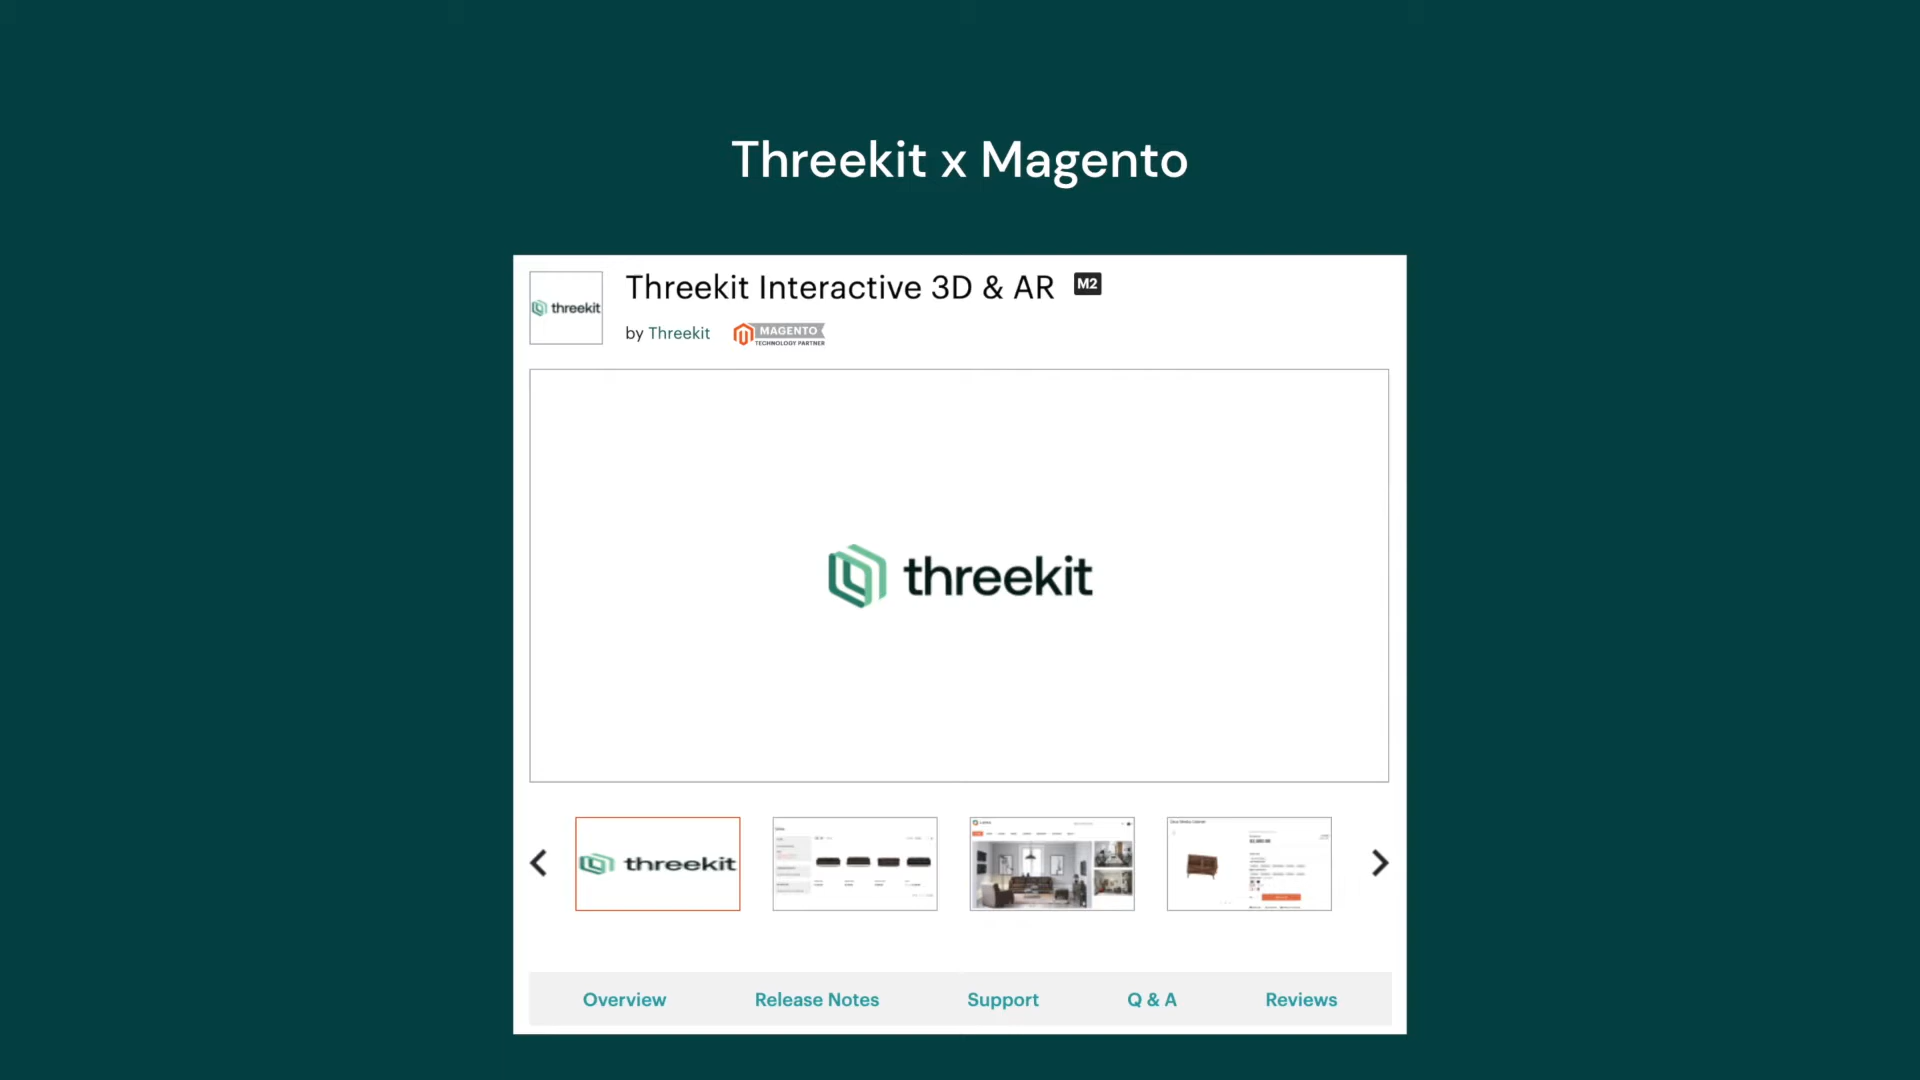 Threekit x Magento
threekit
Threekit Interactive 3D & AR M2
by Threekit
MAGENTO
TECHNOLOGY PARTNER
threekit
threekit
Overview Release Notes Support Q & A Reviews